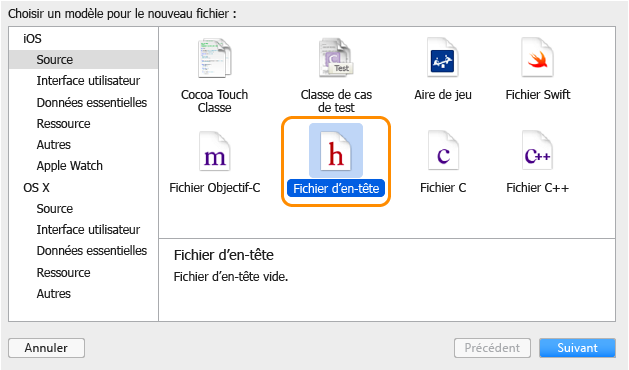 Choisir un modèle pour le nouveau fichier :
iOS
Source
Interface utilisateur
Données essentielles
Ressource
Autres
Apple Watch
OS X
Source
Interface utilisateur
Données essentielles
Ressource
Autres
Cocoa Touch
Classe
Test
Classe de cas
de test
Aire de jeu
Fichier Swift
m
Fichier Objectif-C
h
Fichier d'en-tête
c
Fichier C
C++
Fichier C++
Fichier d'en-tête
Fichier d'en-tête vide.
Annuler
Précédent
Suivant